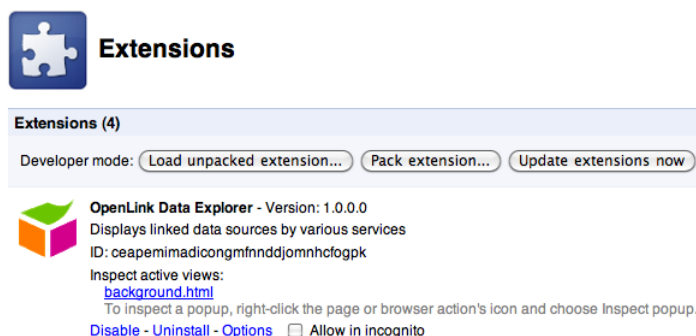 Extensions
Extensions (4)
Developer mode: Load unpacked extension... Pack extension... Update extensions now
OpenLink Data Explorer - Version: 1.0.0.0
Displays linked data sources by various services
ID: ceapemimadicongmfnnddjomnhcfogpk
Inspect active views:
background.html
To inspect a popup, right-click the page or browser action's icon and choose Inspect popup.
Disable - Uninstall - Options Allow in incognito